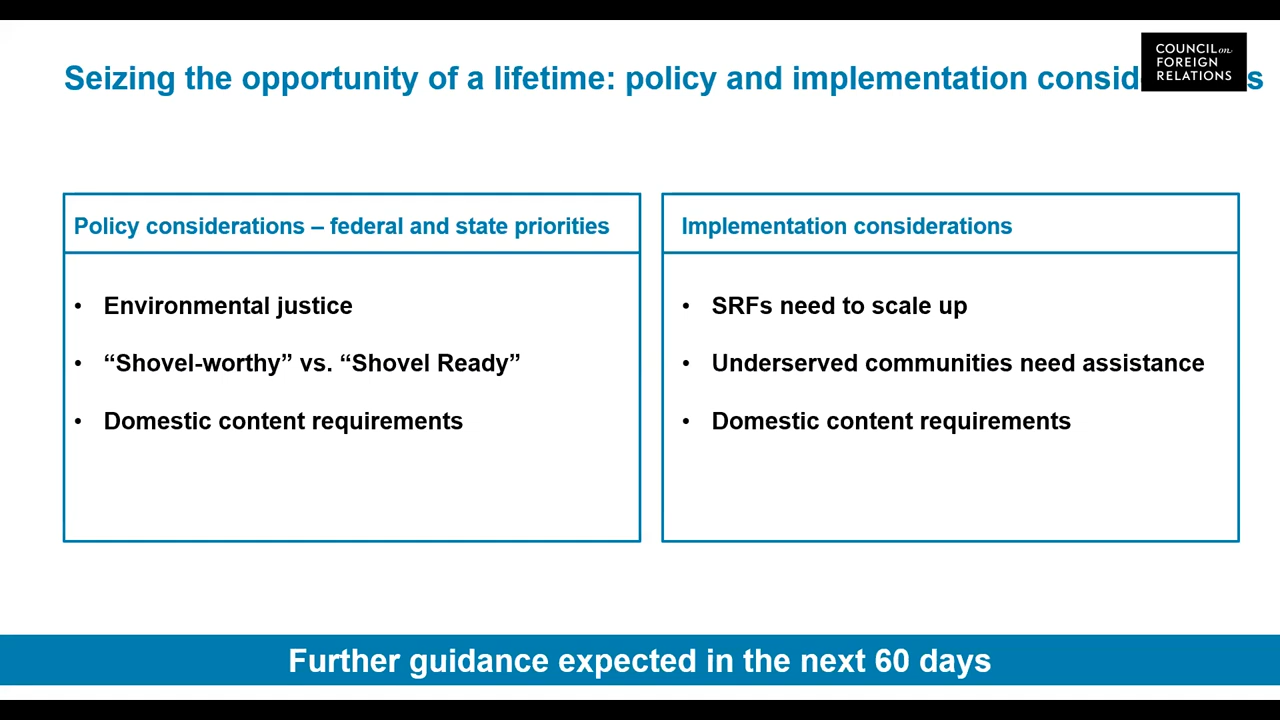 Seizing the opportunity of a lifetime: policy and implementation
COUNCIL on
FOREIGN
RELATIONS
Policy considerations – federal and state priorities
• Environmental justice
• “Shovel-worthy” vs. “Shovel Ready”
• Domestic content requirements
Implementation considerations
• SRFs need to scale up
• Underserved communities need assistance
• Domestic content requirements
Further guidance expected in the next 60 days